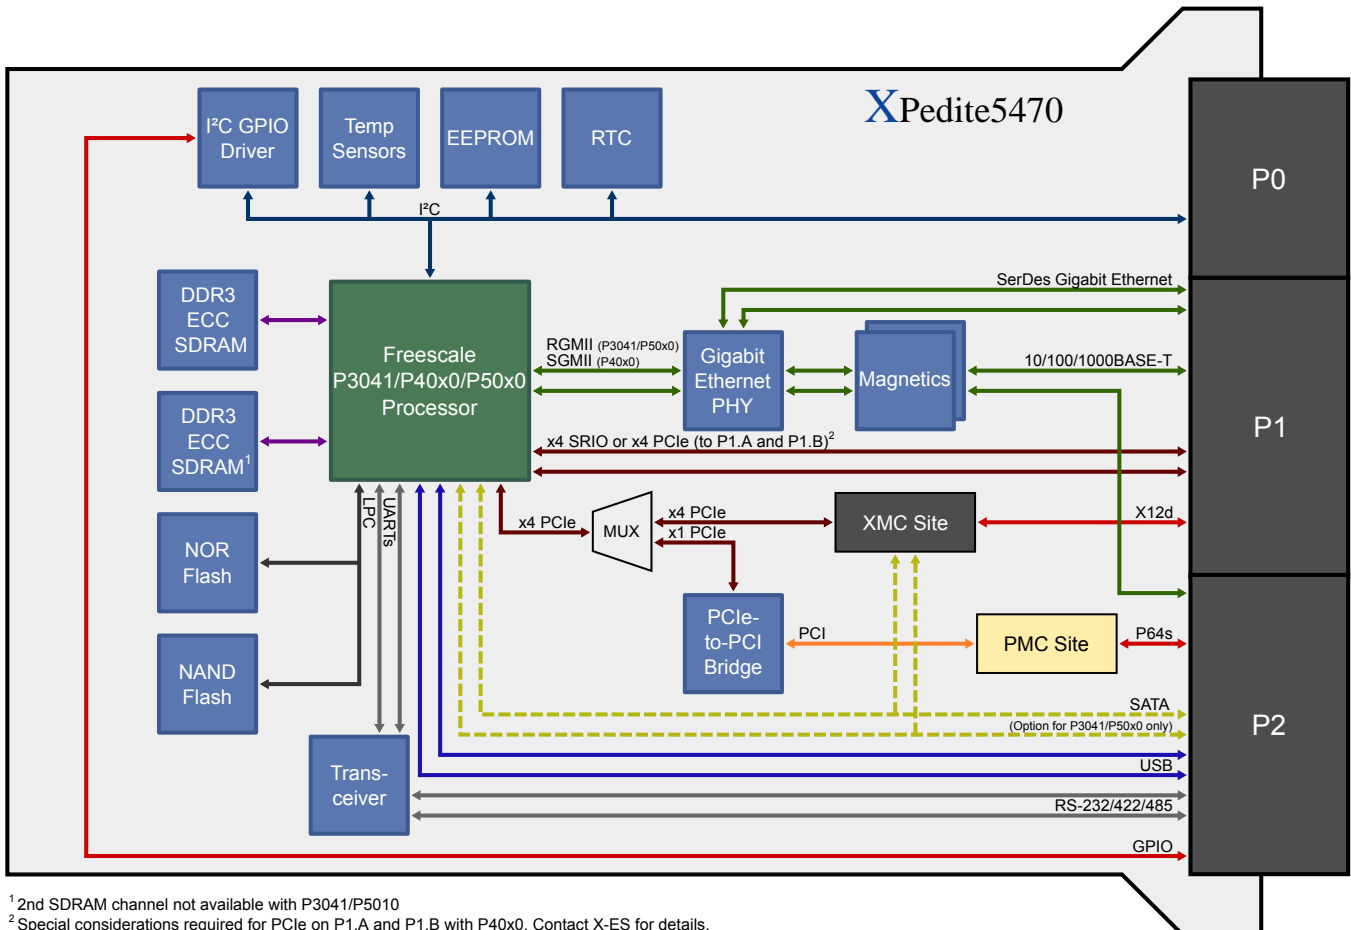 XPedite5470
I²C GPIO
Driver
Temp
Sensors
EEPROM
RTC
P0
I²C
DDR3
ECC
SDRAM
SerDes Gigabit Ethernet
Freescale
P3041/P40x0/P50x0
Processor
RGMII (P3041/P50x0)
SGMII (P40x0)
Gigabit
Ethernet
PHY
Magnetics
10/100/1000BASE-T
P1
DDR3
ECC
SDRAM¹
x4 SRIO or x4 PCIe (to P1.A and P1.B)²
LPC
UARTs
x4 PCIe
MUX
x4 PCIe
x1 PCIe
XMC Site
X12d
NOR
Flash
PCIe-
to-PCI
Bridge
PCI
PMC Site
P64s
NAND
Flash
SATA
(Option for P3041/P50x0 only)
P2
USB
Trans-
ceiver
RS-232/422/485
GPIO
¹ 2nd SDRAM channel not available with P3041/P5010
² Special considerations required for PCIe on P1.A and P1.B with P40x0. Contact X-ES for details.